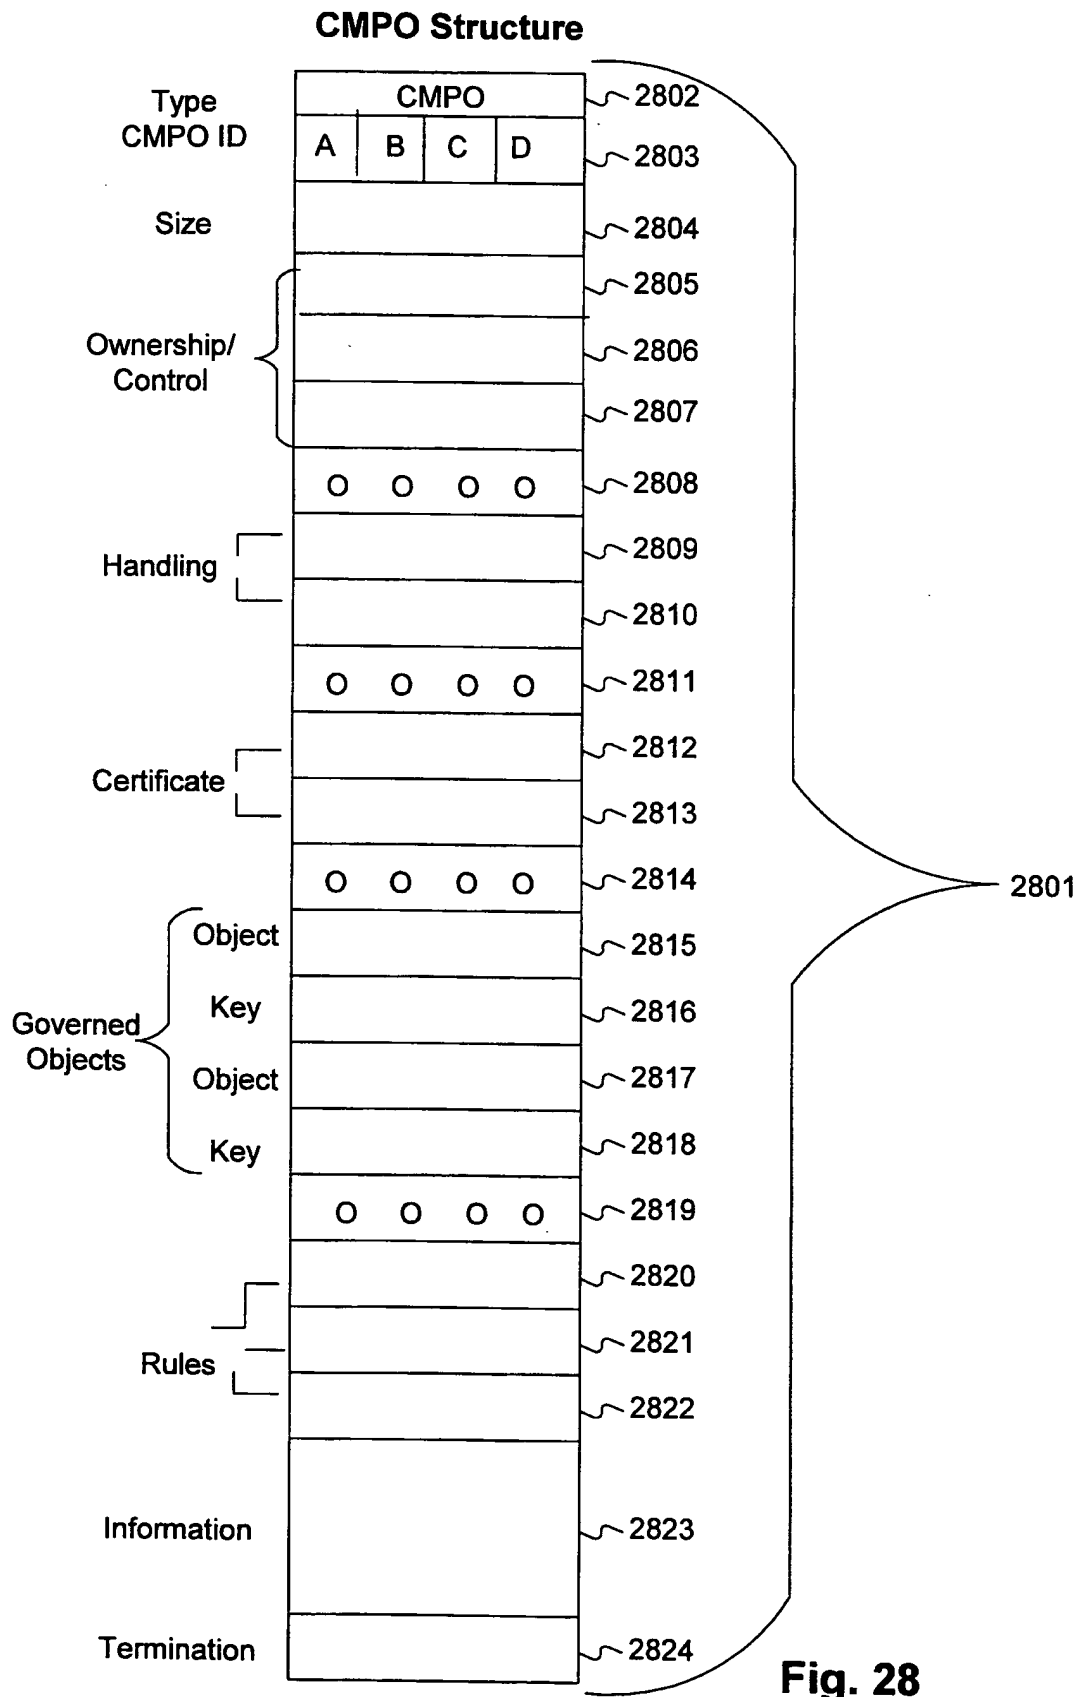 CMPO Structure
Type CMPO 2802
CMPO ID A B C D 2803
Size 2804
2805
Ownership/
Control
2806
2807
O O O O 2808
Handling
2809
2810
O O O O 2811
Certificate
2812
2813
O O O O 2814
2801
Governed
Objects
Object 2815
Key 2816
Object 2817
Key 2818
O O O O 2819
2820
Rules
2821
2822
Information 2823
Termination 2824
Fig. 28